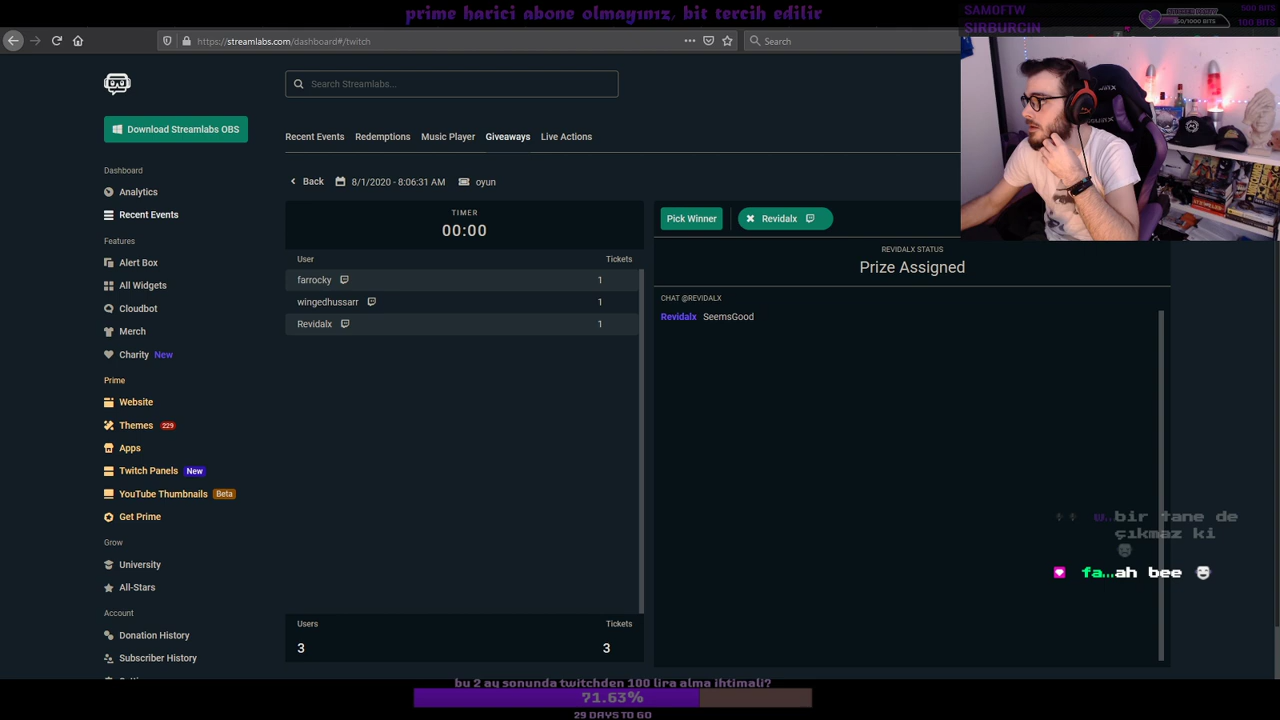 prime harici abone olmayınız, bit tercih edilir
SAMOFTW
SIRBURCIN
500 BITS
100 BITS
350/1000 BITS
https://streamlabs.com/dashboard#/twitch
Search
Search Streamlabs...
Download Streamlabs OBS
Recent Events
Redemptions
Music Player
Giveaways
Live Actions
Dashboard
Analytics
Recent Events
Features
Alert Box
All Widgets
Cloudbot
Merch
Charity New
Prime
Website
Themes 229
Apps
Twitch Panels New
YouTube Thumbnails Beta
Get Prime
Grow
University
All-Stars
Account
Donation History
Subscriber History
Back
8/1/2020 - 8:06:31 AM
oyun
TIMER
00:00
User Tickets
farrocky 1
wingedhussarr 1
Revidalx 1
Users Tickets
3 3
Pick Winner
Revidalx
REVIDALX STATUS
Prize Assigned
CHAT @REVIDALX
Revidalx SeemsGood
bir tane de
çıkmaz ki
fa...ah bee
bu 2 ay sonunda twitchden 100 lira alma ihtimali?
71.63%
29 DAYS TO GO